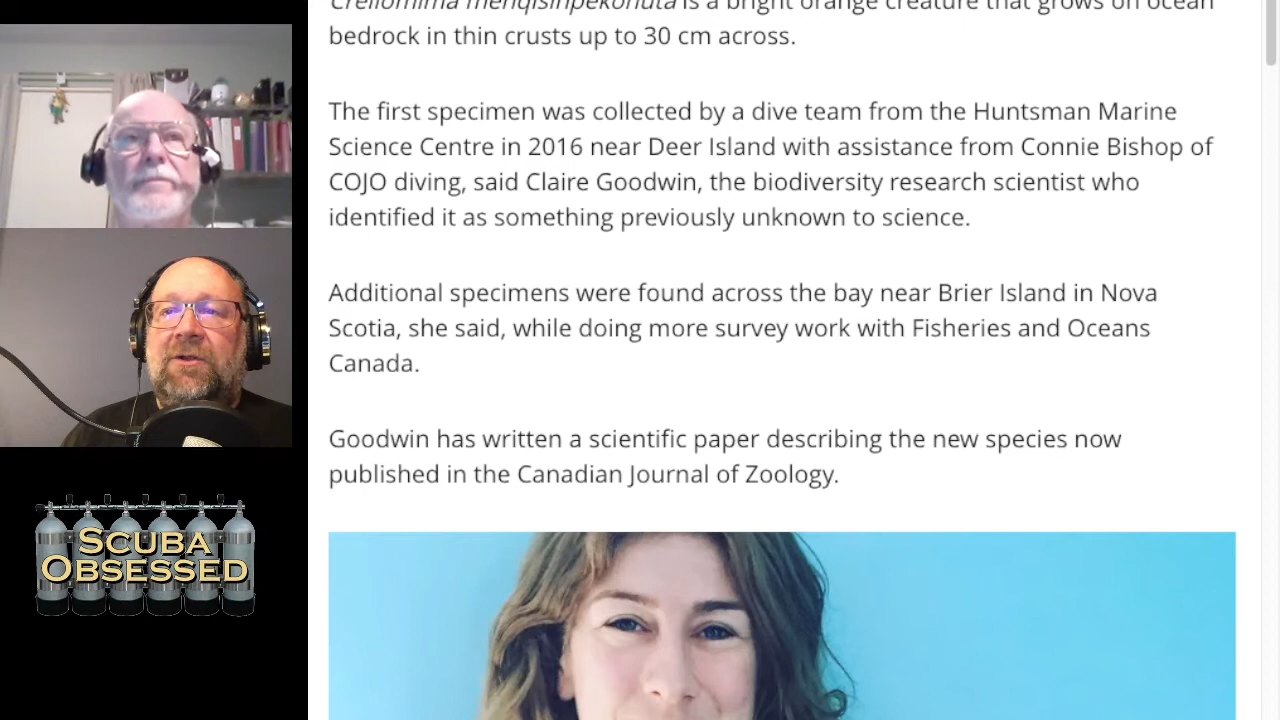 is a bright orange creature that grows on ocean
bedrock in thin crusts up to 30 cm across.
The first specimen was collected by a dive team from the Huntsman Marine
Science Centre in 2016 near Deer Island with assistance from Connie Bishop of
COJO diving, said Claire Goodwin, the biodiversity research scientist who
identified it as something previously unknown to science.
Additional specimens were found across the bay near Brier Island in Nova
Scotia, she said, while doing more survey work with Fisheries and Oceans
Canada.
Goodwin has written a scientific paper describing the new species now
published in the Canadian Journal of Zoology.
SCUBA
OBSESSED